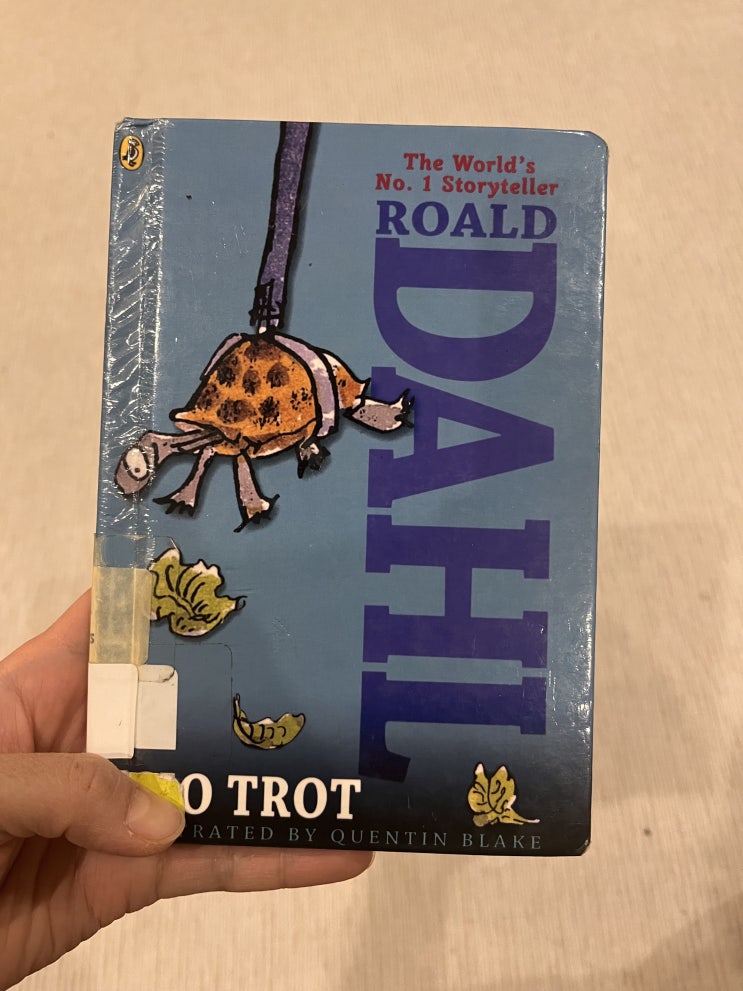 The World's
No. 1 Storyteller
ROALD
DAHL
O TROT
RATED BY QUENTIN BLAKE